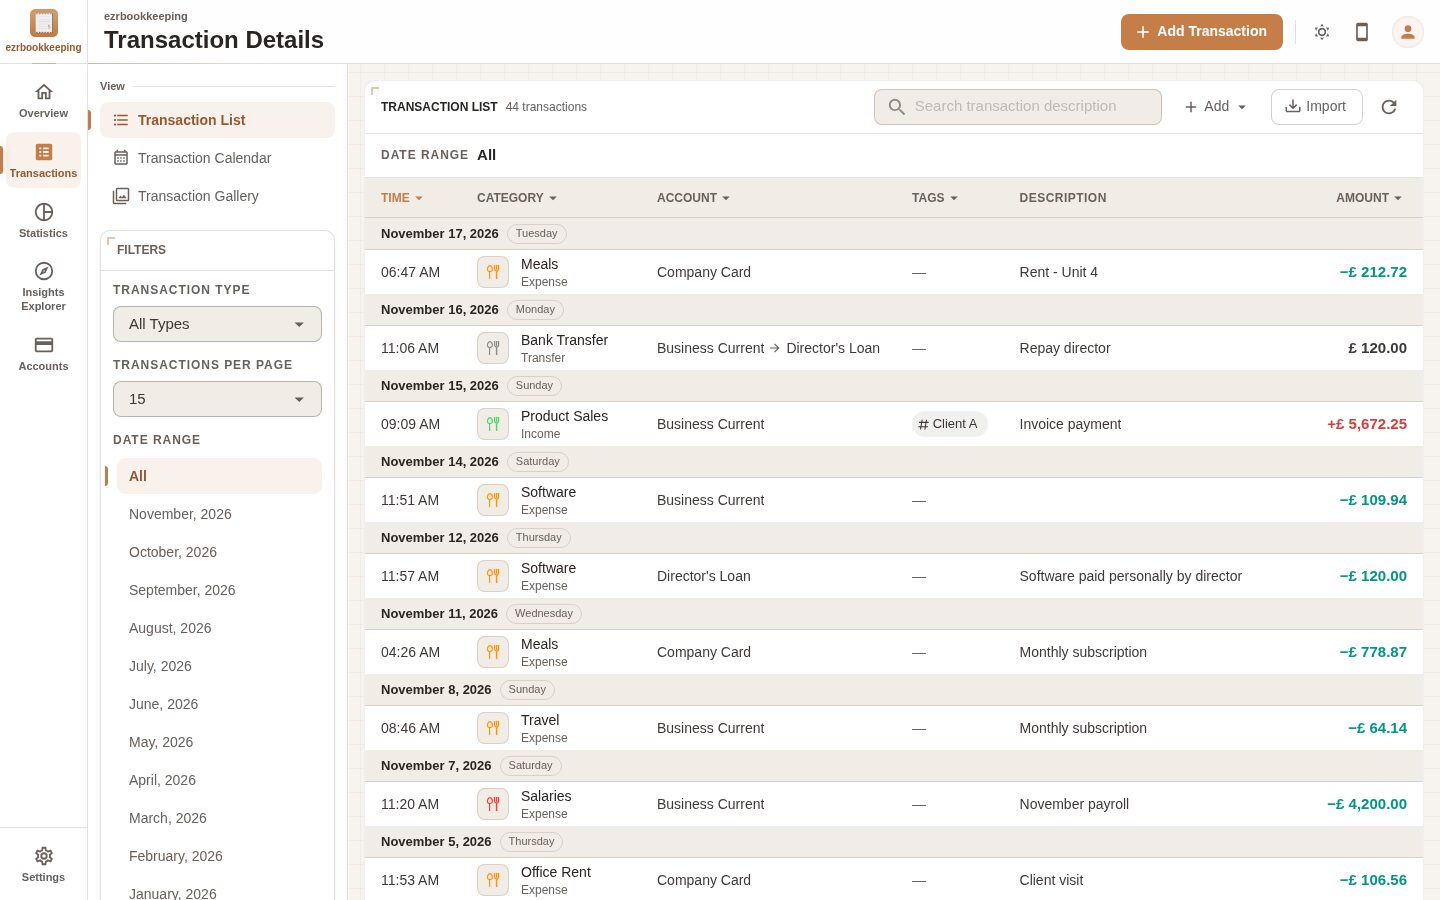 ezrbookkeeping
Overview
Transactions
Statistics
Insights
Explorer
Accounts
Settings
ezrbookkeeping
Transaction Details
Add Transaction
View
Transaction List
Transaction Calendar
Transaction Gallery
FILTERS
TRANSACTION TYPE
All Types
TRANSACTIONS PER PAGE
15
DATE RANGE
All
November, 2026
October, 2026
September, 2026
August, 2026
July, 2026
June, 2026
May, 2026
April, 2026
March, 2026
February, 2026
January, 2026
TRANSACTION LIST 44 transactions
Search transaction description
Add
Import
DATE RANGE All
TIME CATEGORY ACCOUNT TAGS DESCRIPTION AMOUNT
November 17, 2026 Tuesday
06:47 AM Meals Expense Company Card — Rent - Unit 4 −£ 212.72
November 16, 2026 Monday
11:06 AM Bank Transfer Transfer Business Current → Director's Loan — Repay director £ 120.00
November 15, 2026 Sunday
09:09 AM Product Sales Income Business Current # Client A Invoice payment +£ 5,672.25
November 14, 2026 Saturday
11:51 AM Software Expense Business Current — −£ 109.94
November 12, 2026 Thursday
11:57 AM Software Expense Director's Loan — Software paid personally by director −£ 120.00
November 11, 2026 Wednesday
04:26 AM Meals Expense Company Card — Monthly subscription −£ 778.87
November 8, 2026 Sunday
08:46 AM Travel Expense Business Current — Monthly subscription −£ 64.14
November 7, 2026 Saturday
11:20 AM Salaries Expense Business Current — November payroll −£ 4,200.00
November 5, 2026 Thursday
11:53 AM Office Rent Expense Company Card — Client visit −£ 106.56